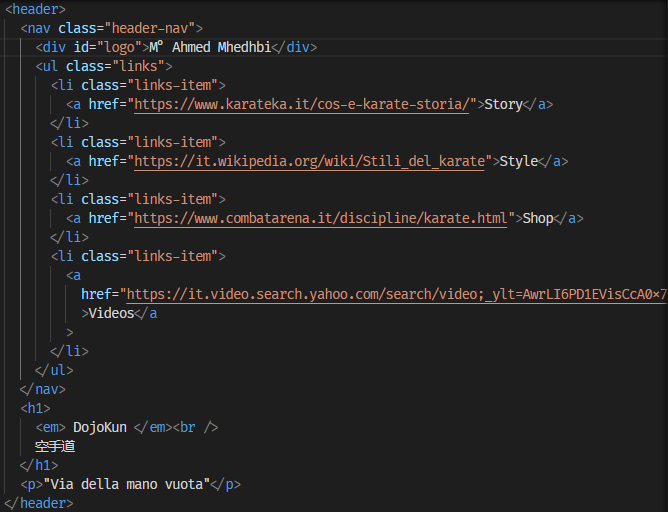 <header>
<nav class="header-nav">
<div id="logo">M° Ahmed Mhedhbi</div>
<ul class="links">
<li class="links-item">
<a href="https://www.karateka.it/cos-e-karate-storia/">Story</a>
</li>
<li class="links-item">
<a href="https://it.wikipedia.org/wiki/Stili_del_karate">Style</a>
</li>
<li class="links-item">
<a href="https://www.combatarena.it/discipline/karate.html">Shop</a>
</li>
<li class="links-item">
<a
href="https://it.video.search.yahoo.com/search/video;_ylt=AwrLI6PD1EVisCcA0x7
>Videos</a
>
</li>
</ul>
</nav>
<h1>
<em> DojoKun </em><br />
空手道
</h1>
<p>"Via della mano vuota"</p>
</header>